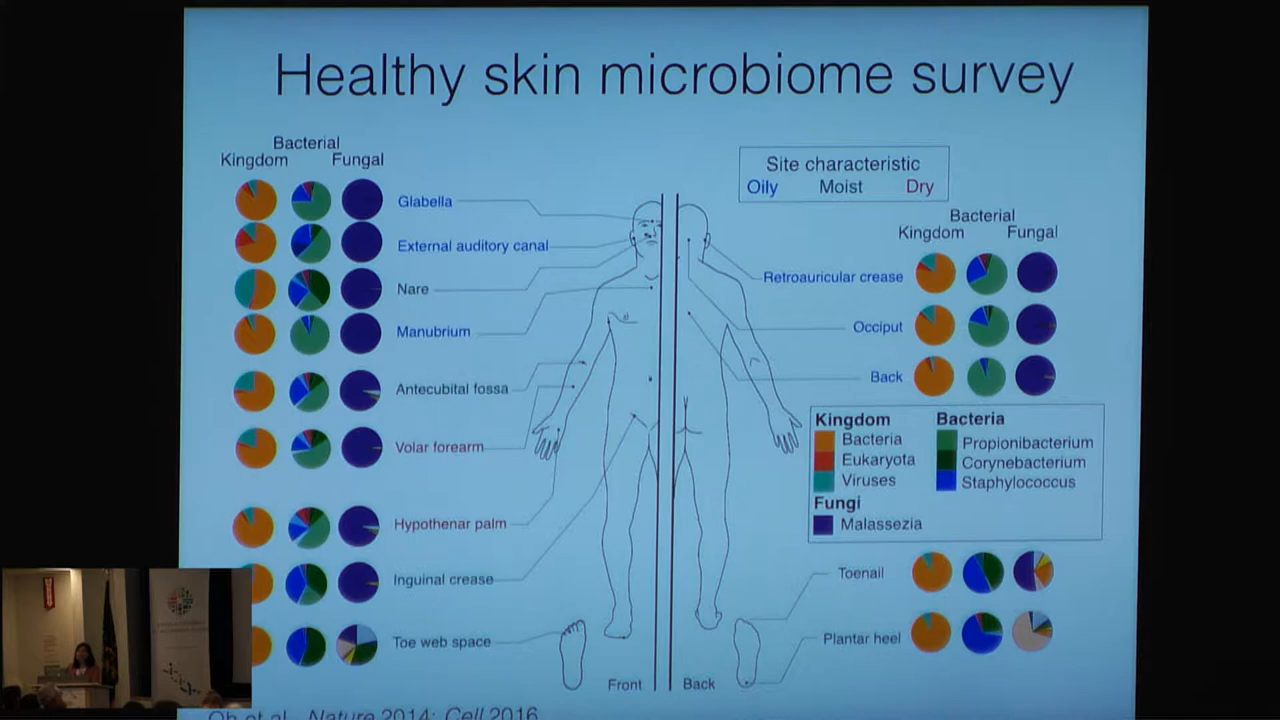 Healthy skin microbiome survey
Bacterial
Kingdom Fungal
Glabella
External auditory canal
Nare
Manubrium
Antecubital fossa
Volar forearm
Hypothenar palm
Inguinal crease
Toe web space
Front Back
Site characteristic
Oily Moist Dry
Bacterial
Kingdom Fungal
Retroauricular crease
Occiput
Back
Kingdom
Bacteria
Eukaryota
Viruses
Fungi
Malassezia
Bacteria
Propionibacterium
Corynebacterium
Staphylococcus
Toenail
Plantar heel
Oh et al., Nature 2014; Cell 2016